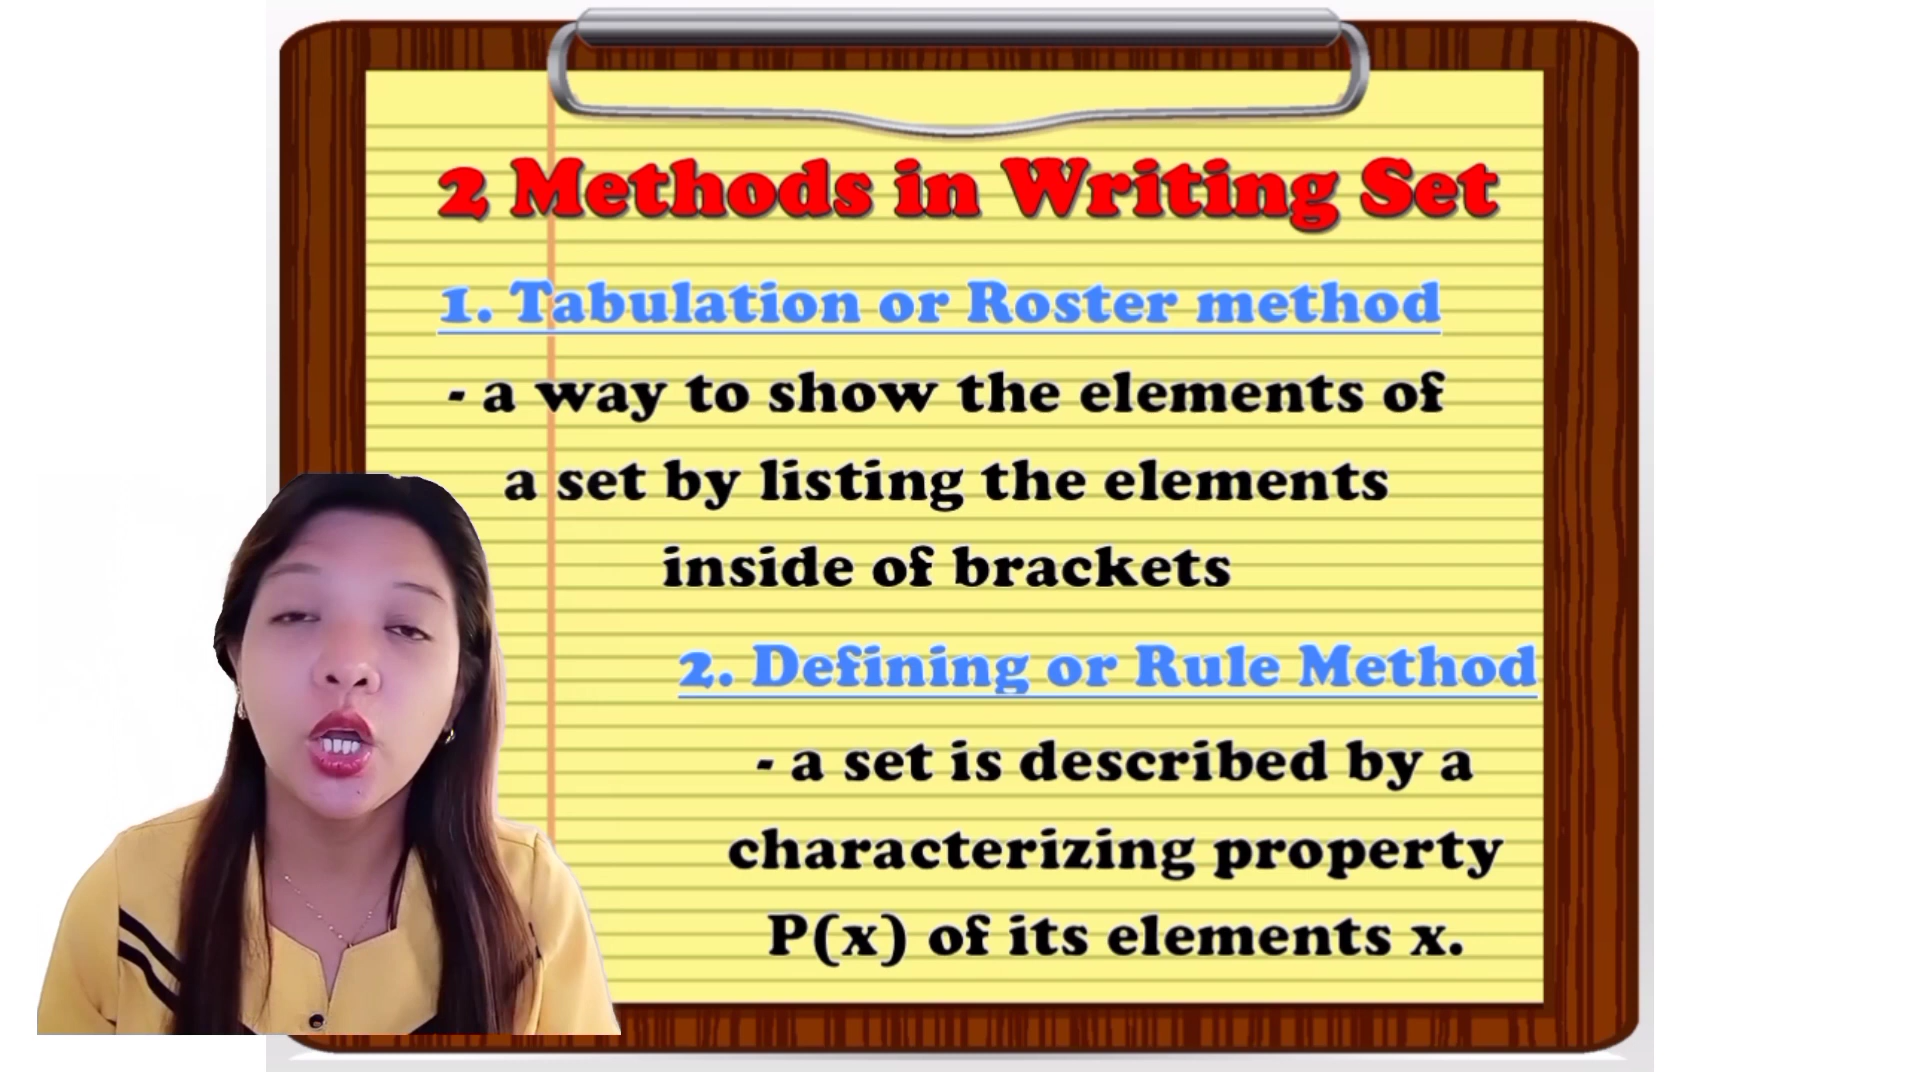 2 Methods in Writing Set
1. Tabulation or Roster method
- a way to show the elements of
a set by listing the elements
inside of brackets
2. Defining or Rule Method
- a set is described by a
characterizing property
P(x) of its elements x.